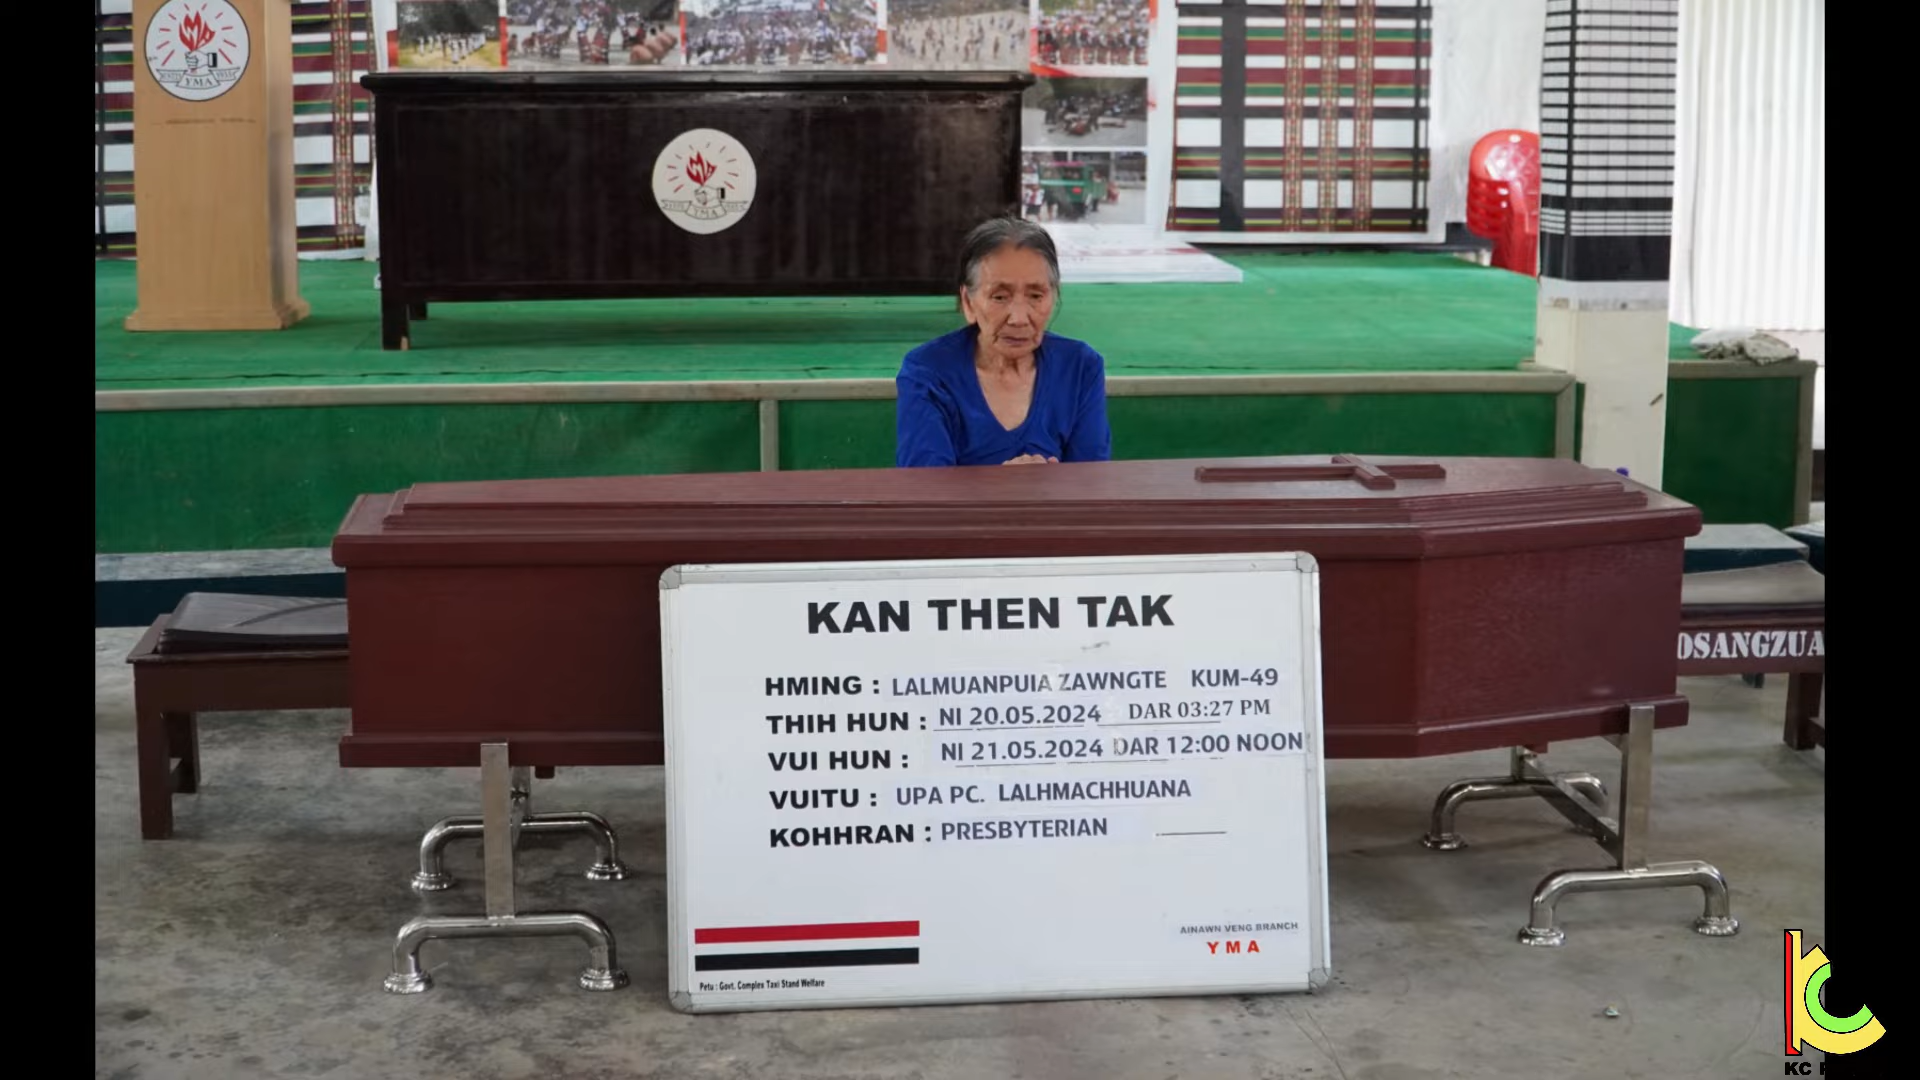 YMA
YMA
KAN THEN TAK
HMING : LALMUANPUIA ZAWNGTE KUM-49
THIH HUN : NI 20.05.2024 DAR 03:27 PM
VUI HUN : NI 21.05.2024 DAR 12:00 NOON
VUITU : UPA PC. LALHMACHHUANA
KOHHRAN : PRESBYTERIAN
AINAWN VENG BRANCH
YMA
Petu : Govt. Complex Taxi Stand Welfare
OSANGZUA
KC